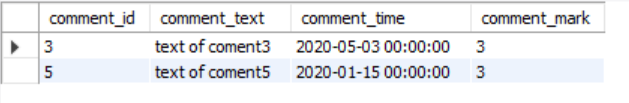 comment_id comment_text comment_time comment_mark
3 text of coment3 2020-05-03 00:00:00 3
5 text of coment5 2020-01-15 00:00:00 3